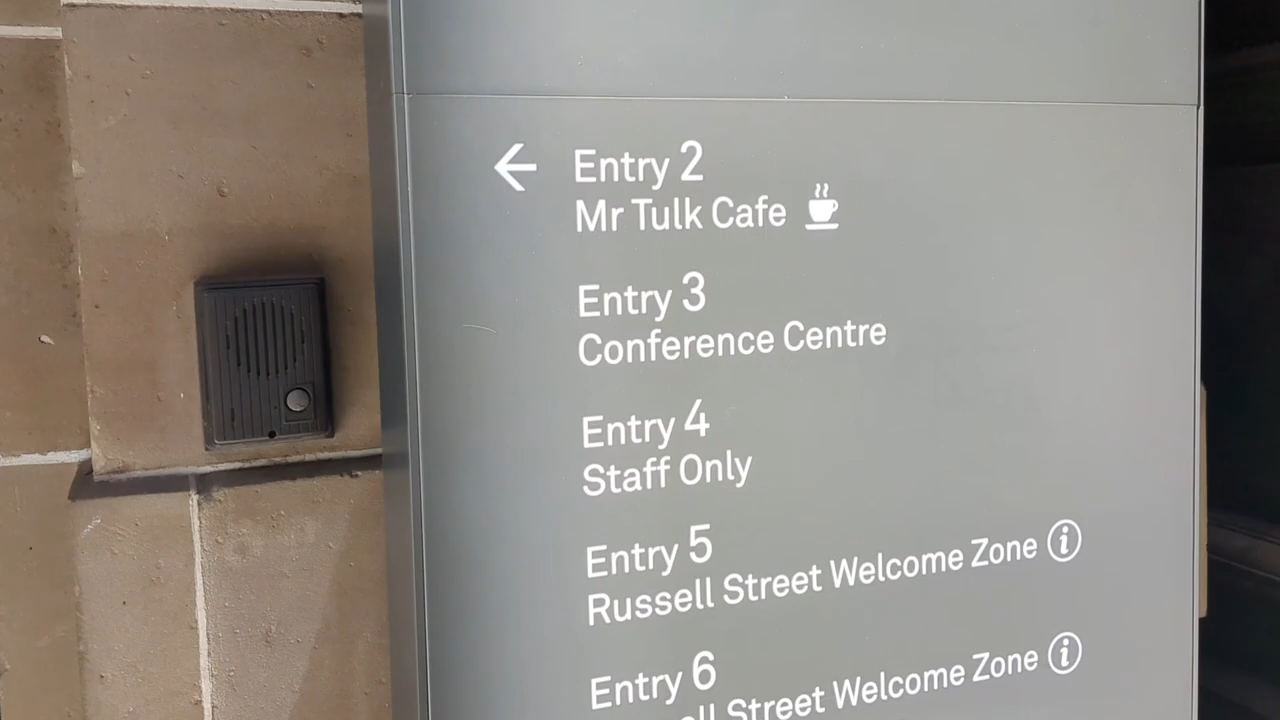 Entry 2
Mr Tulk Cafe
Entry 3
Conference Centre
Entry 4
Staff Only
Entry 5
Russell Street Welcome Zone i
Entry 6
Street Welcome Zone i